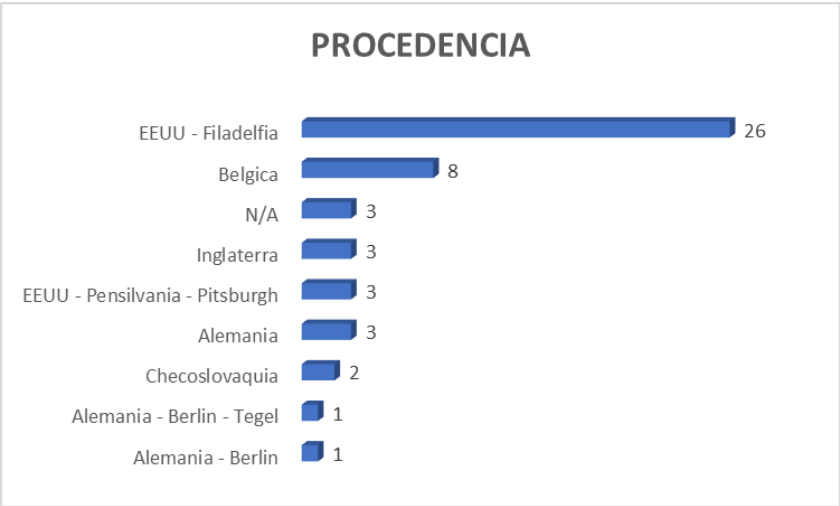 PROCEDENCIA
EEUU - Filadelfia 26
Belgica 8
N/A 3
Inglaterra 3
EEUU - Pensilvania - Pitsburgh 3
Alemania 3
Checoslovaquia 2
Alemania - Berlin - Tegel 1
Alemania - Berlin 1